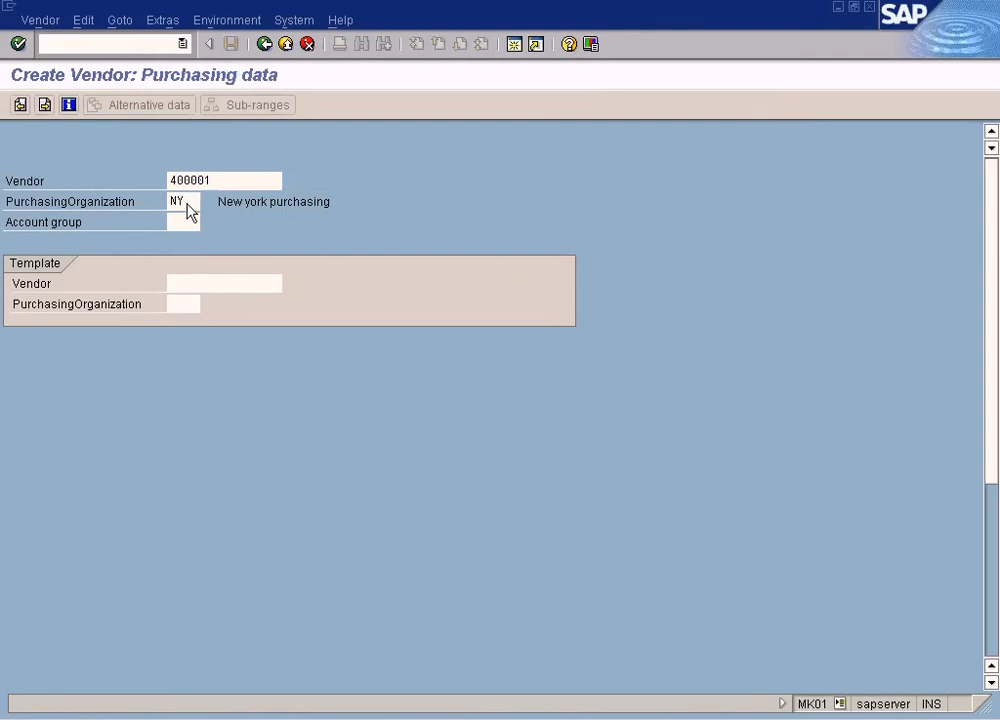 Vendor Edit Goto Extras Environment System Help
SAP
Create Vendor: Purchasing data
Alternative data Sub-ranges
Vendor 400001
PurchasingOrganization NY New york purchasing
Account group
Template
Vendor
PurchasingOrganization
MK01 sapserver INS